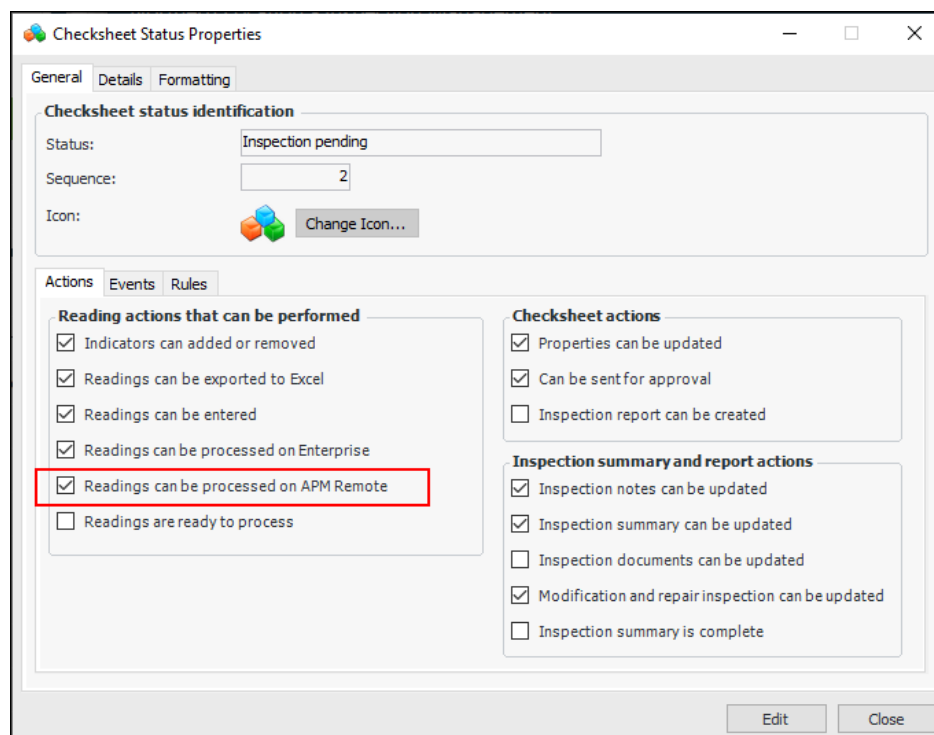 Checksheet Status Properties
General Details Formatting
Checksheet status identification
Status: Inspection pending
Sequence: 2
Icon: Change Icon...
Actions Events Rules
Reading actions that can be performed
Indicators can added or removed
Readings can be exported to Excel
Readings can be entered
Readings can be processed on Enterprise
Readings can be processed on APM Remote
Readings are ready to process
Checksheet actions
Properties can be updated
Can be sent for approval
Inspection report can be created
Inspection summary and report actions
Inspection notes can be updated
Inspection summary can be updated
Inspection documents can be updated
Modification and repair inspection can be updated
Inspection summary is complete
Edit Close